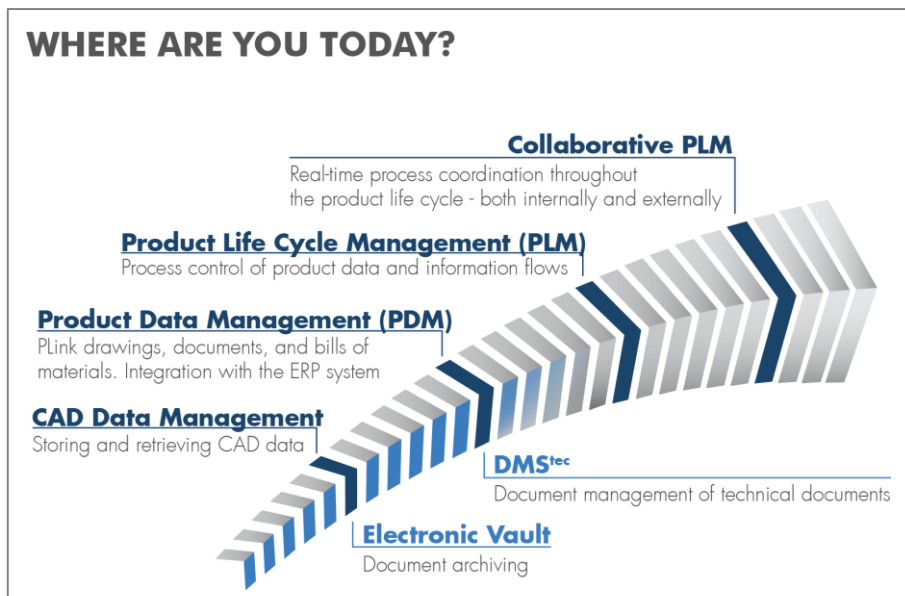 WHERE ARE YOU TODAY?
Collaborative PLM
Real-time process coordination throughout
the product life cycle - both internally and externally
Product Life Cycle Management (PLM)
Process control of product data and information flows
Product Data Management (PDM)
PLink drawings, documents, and bills of
materials. Integration with the ERP system
CAD Data Management
Storing and retrieving CAD data
DMStec
Document management of technical documents
Electronic Vault
Document archiving